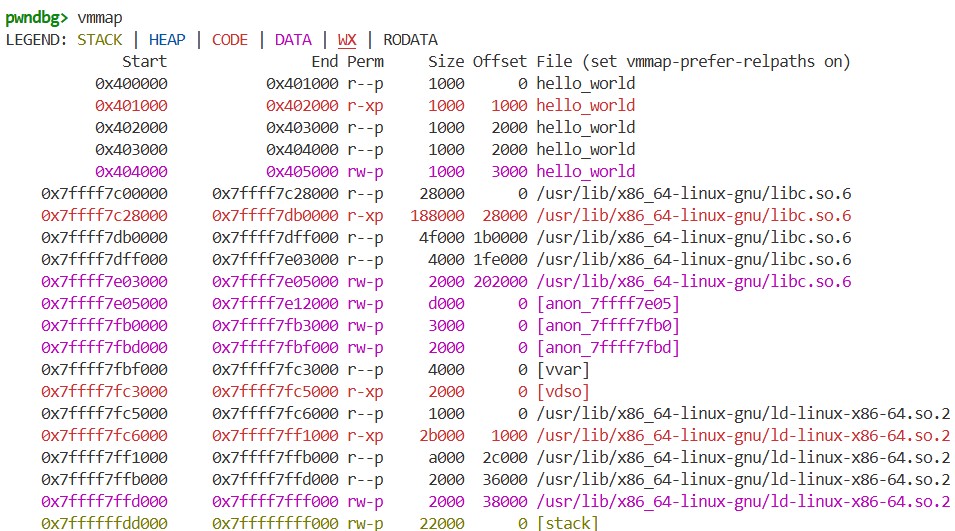 pwndbg> vmmap
LEGEND: STACK | HEAP | CODE | DATA | WX | RODATA
Start End Perm Size Offset File (set vmmap-prefer-relpaths on)
0x400000 0x401000 r--p 1000 0 hello_world
0x401000 0x402000 r-xp 1000 1000 hello_world
0x402000 0x403000 r--p 1000 2000 hello_world
0x403000 0x404000 r--p 1000 2000 hello_world
0x404000 0x405000 rw-p 1000 3000 hello_world
0x7ffff7c00000 0x7ffff7c28000 r--p 28000 0 /usr/lib/x86_64-linux-gnu/libc.so.6
0x7ffff7c28000 0x7ffff7db0000 r-xp 188000 28000 /usr/lib/x86_64-linux-gnu/libc.so.6
0x7ffff7db0000 0x7ffff7dff000 r--p 4f000 1b0000 /usr/lib/x86_64-linux-gnu/libc.so.6
0x7ffff7dff000 0x7ffff7e03000 r--p 4000 1fe000 /usr/lib/x86_64-linux-gnu/libc.so.6
0x7ffff7e03000 0x7ffff7e05000 rw-p 2000 202000 /usr/lib/x86_64-linux-gnu/libc.so.6
0x7ffff7e05000 0x7ffff7e12000 rw-p d000 0 [anon_7ffff7e05]
0x7ffff7fb0000 0x7ffff7fb3000 rw-p 3000 0 [anon_7ffff7fb0]
0x7ffff7fbd000 0x7ffff7fbf000 rw-p 2000 0 [anon_7ffff7fbd]
0x7ffff7fbf000 0x7ffff7fc3000 r--p 4000 0 [vvar]
0x7ffff7fc3000 0x7ffff7fc5000 r-xp 2000 0 [vdso]
0x7ffff7fc5000 0x7ffff7fc6000 r--p 1000 0 /usr/lib/x86_64-linux-gnu/ld-linux-x86-64.so.2
0x7ffff7fc6000 0x7ffff7ff1000 r-xp 2b000 1000 /usr/lib/x86_64-linux-gnu/ld-linux-x86-64.so.2
0x7ffff7ff1000 0x7ffff7ffb000 r--p a000 2c000 /usr/lib/x86_64-linux-gnu/ld-linux-x86-64.so.2
0x7ffff7ffb000 0x7ffff7ffd000 r--p 2000 36000 /usr/lib/x86_64-linux-gnu/ld-linux-x86-64.so.2
0x7ffff7ffd000 0x7ffff7fff000 rw-p 2000 38000 /usr/lib/x86_64-linux-gnu/ld-linux-x86-64.so.2
0x7ffffffdd000 0x7ffffffff000 rw-p 22000 0 [stack]